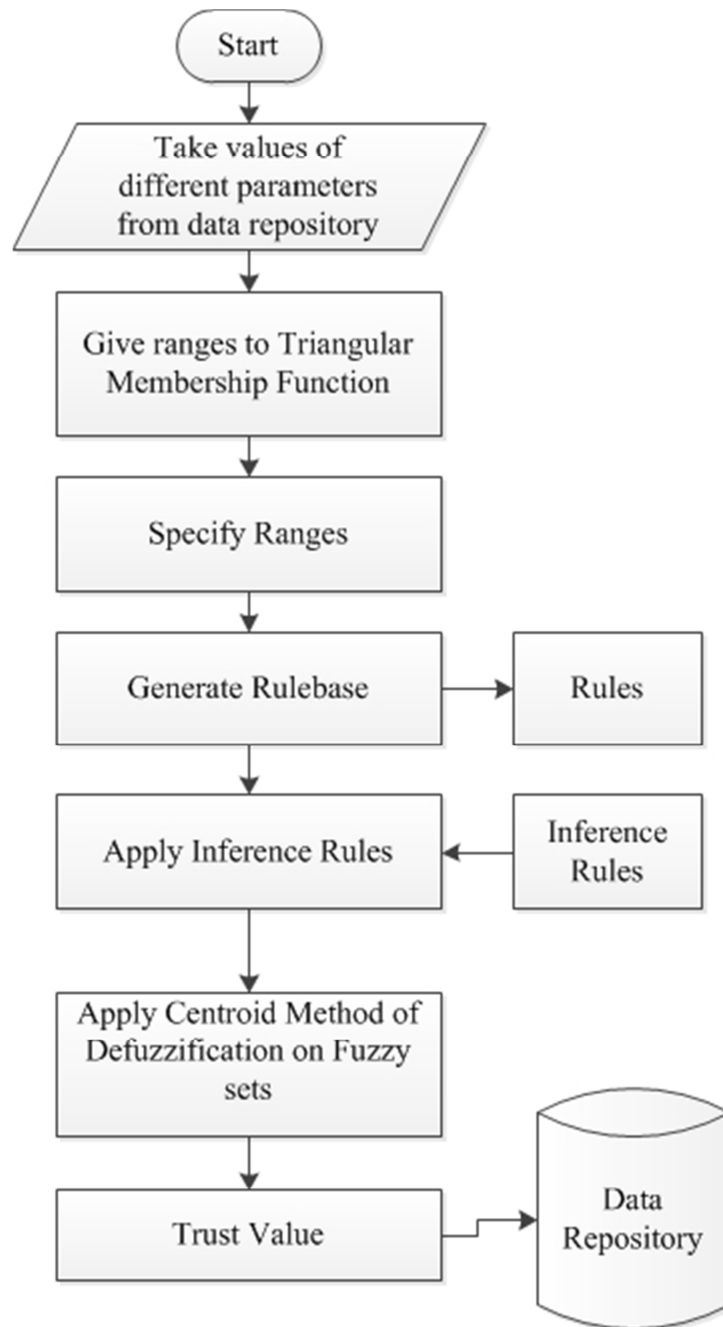 Start
Take values of
different parameters
from data repository
Give ranges to Triangular
Membership Function
Specify Ranges
Generate Rulebase
Rules
Apply Inference Rules
Inference
Rules
Apply Centroid Method of
Defuzzification on Fuzzy
sets
Trust Value
Data
Repository